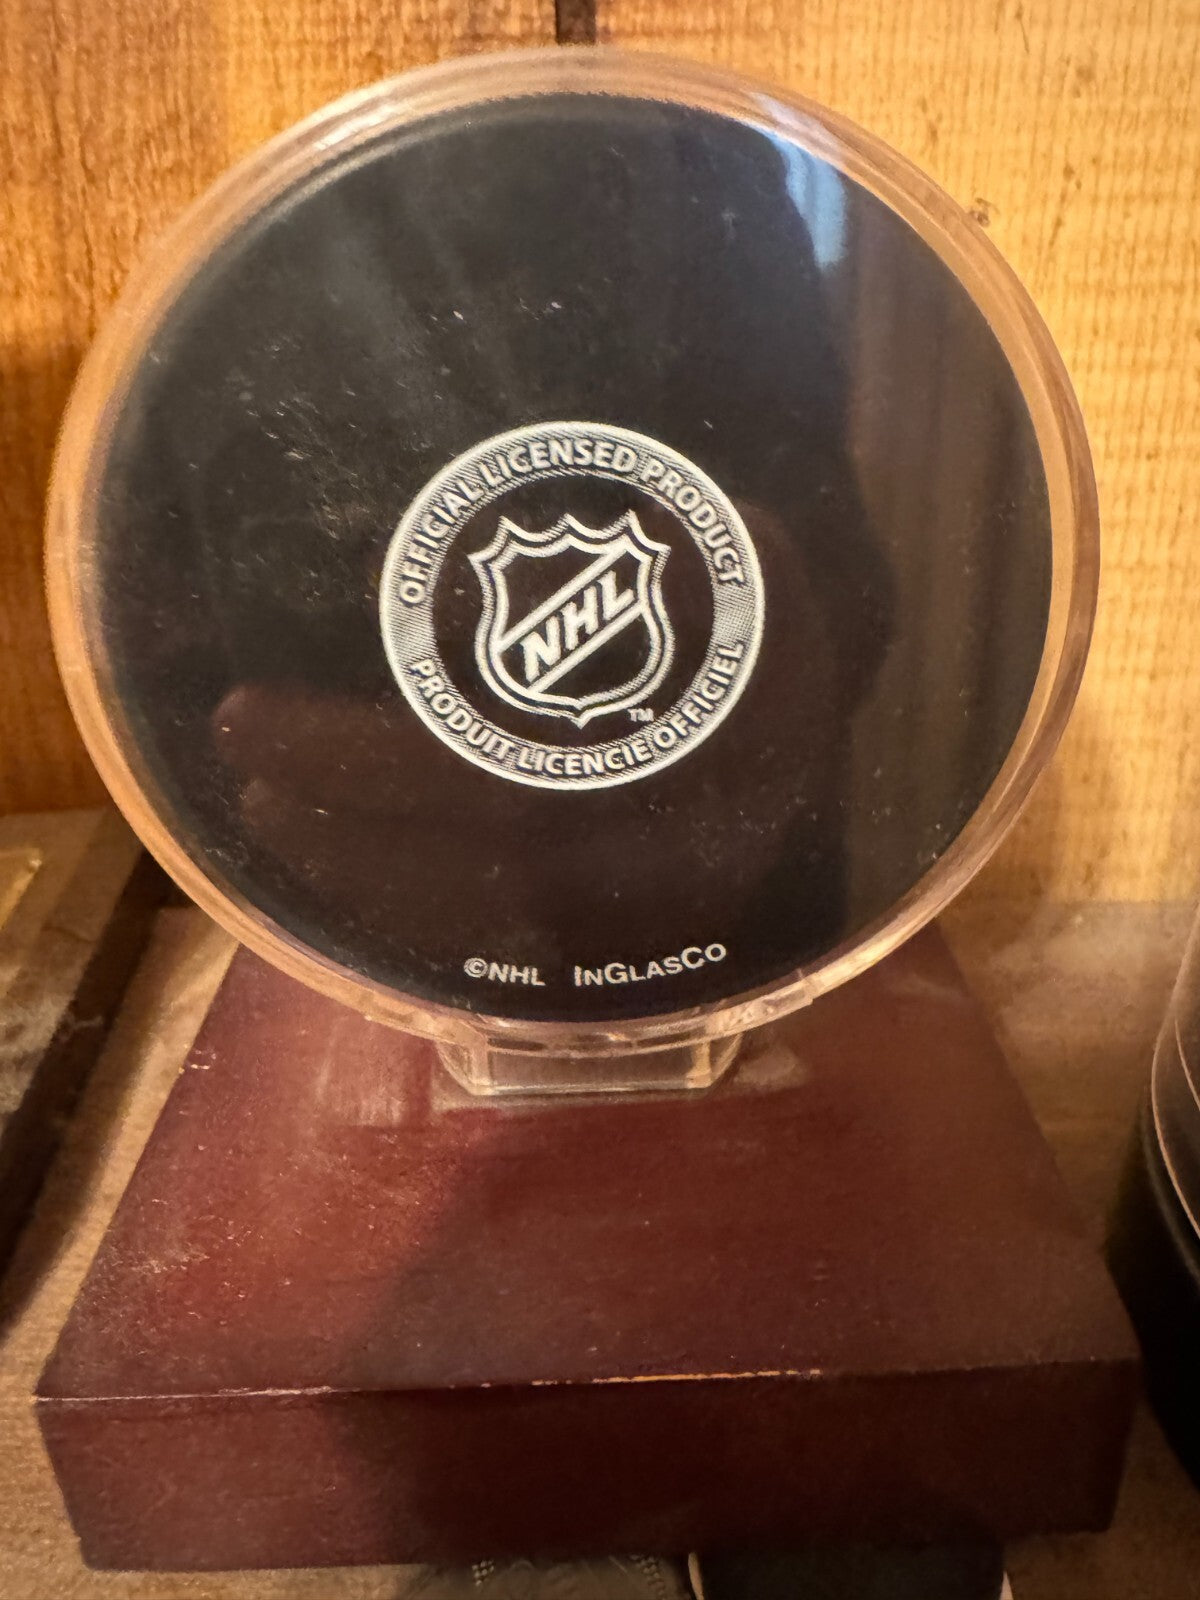 OFFICIAL LICENSED PRODUCT
NHL
TM
PRODUIT LICENCIE OFFICIEL
©NHL INGLASCO